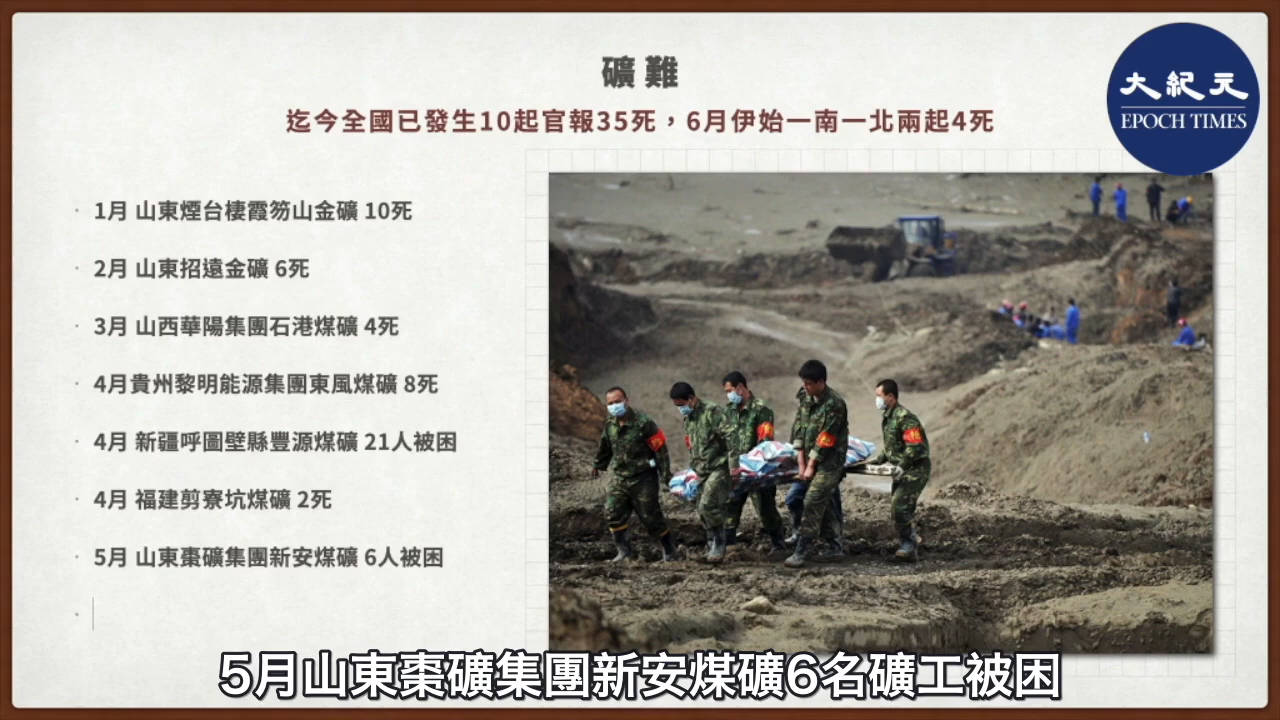 礦難
迄今全國已發生10起官報35死，6月伊始一南一北兩起4死
大紀元
EPOCH TIMES
· 1月 山東煙台棲霞笏山金礦 10死
· 2月 山東招遠金礦 6死
· 3月 山西華陽集團石港煤礦 4死
· 4月貴州黎明能源集團東風煤礦 8死
· 4月 新疆呼圖壁縣豐源煤礦 21人被困
· 4月 福建剪寮坑煤礦 2死
· 5月 山東棗礦集團新安煤礦 6人被困
5月山東棗礦集團新安煤礦6名礦工被困